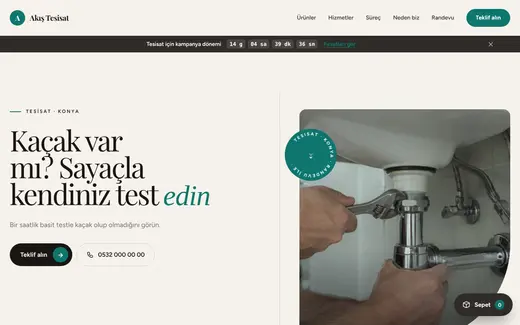 A Akış Tesisat
Ürünler Hizmetler Süreç Neden biz Randevu Teklif alın
Tesisat için kampanya dönemi 14 g 04 sa 39 dk 36 sn
TESİSAT · KONYA
Kaçak var
mı? Sayaçla
kendiniz test edin
Bir saatlik basit testle kaçak olup olmadığını görün.
Teklif alın
0532 000 00 00
TESİSAT · KONYA · RANDEVU İLE ·
Sepet 0